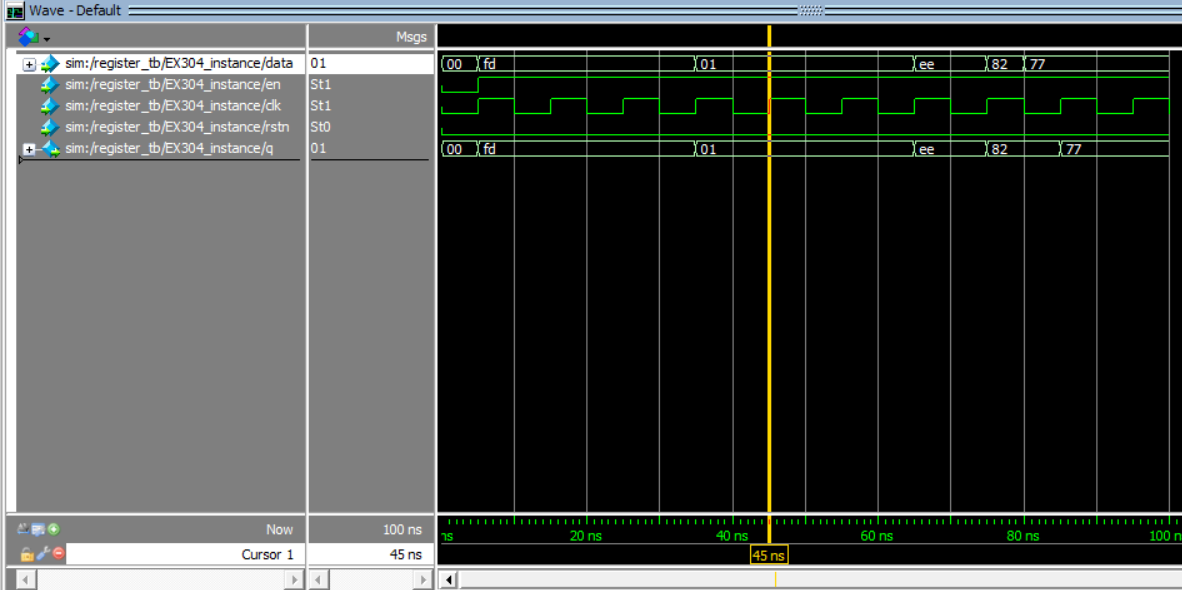 Wave - Default
Msgs
sim:/register_tb/EX304_instance/data 01 00 fd 01 ee 82 77
sim:/register_tb/EX304_instance/en St1
sim:/register_tb/EX304_instance/clk St1
sim:/register_tb/EX304_instance/rstn St0
sim:/register_tb/EX304_instance/q 01 00 fd 01 ee 82 77
Now 100 ns ns 20 ns 40 ns 60 ns 80 ns 100 n
Cursor 1 45 ns 45 ns